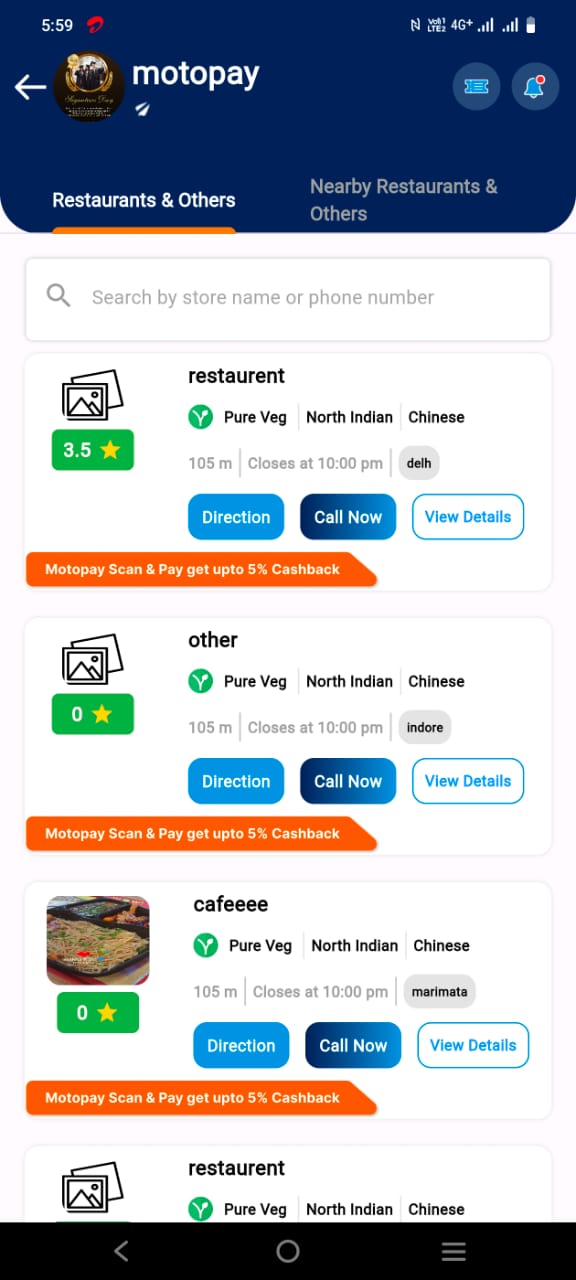 5:59
4G+
motopay
Restaurants & Others
Nearby Restaurants &
Others
Search by store name or phone number
restaurent
Pure Veg North Indian Chinese
3.5
105 m Closes at 10:00 pm delh
Direction Call Now View Details
Motopay Scan & Pay get upto 5% Cashback
other
Pure Veg North Indian Chinese
0
105 m Closes at 10:00 pm indore
Direction Call Now View Details
Motopay Scan & Pay get upto 5% Cashback
cafeeee
Pure Veg North Indian Chinese
105 m Closes at 10:00 pm marimata
0
Direction Call Now View Details
Motopay Scan & Pay get upto 5% Cashback
restaurent
Pure Veg North Indian Chinese